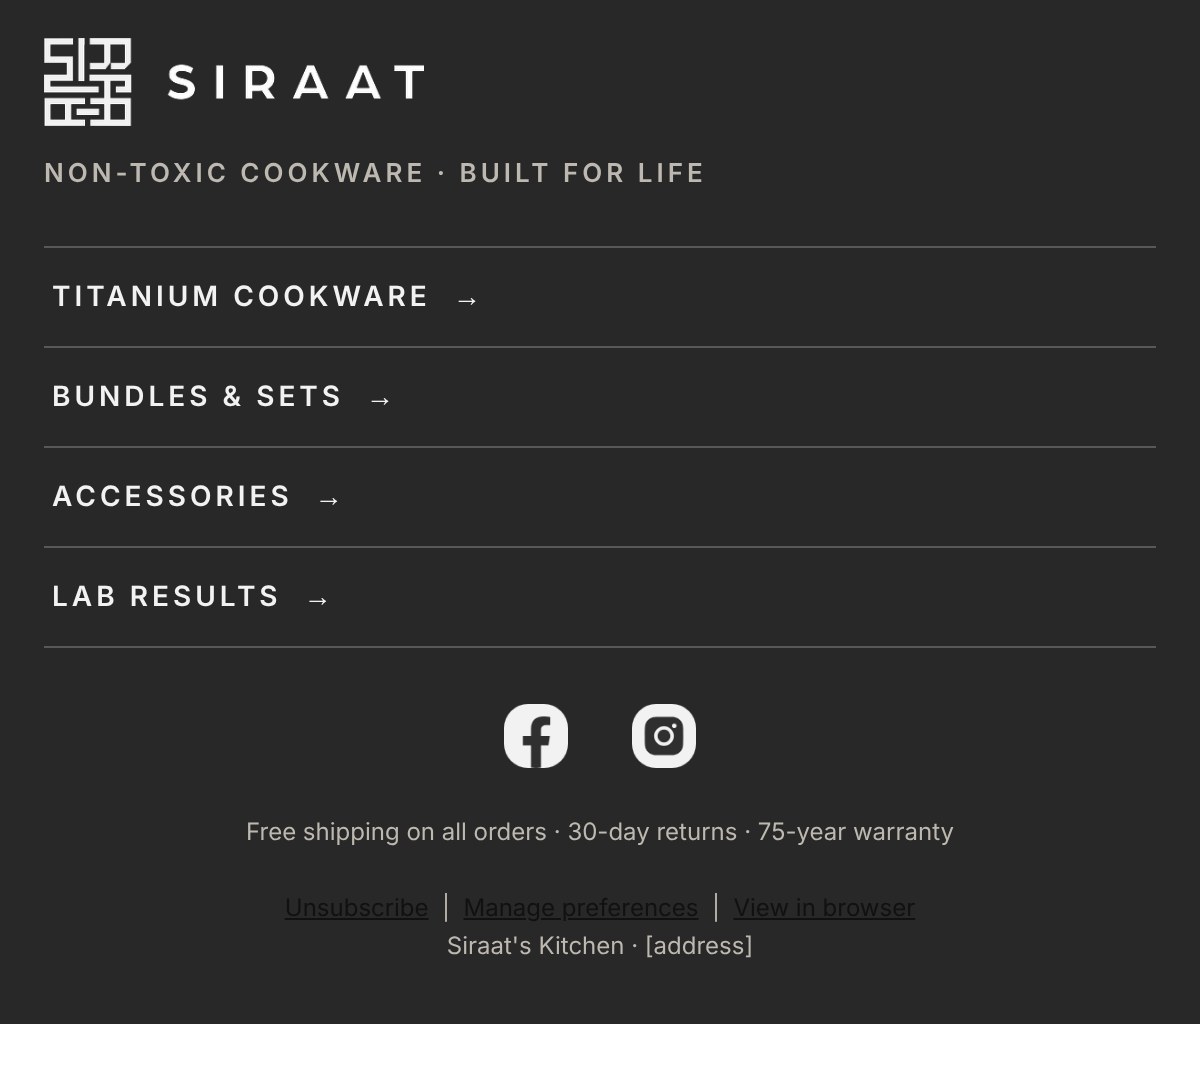 SIRAAT
NON-TOXIC COOKWARE · BUILT FOR LIFE
TITANIUM COOKWARE →
BUNDLES & SETS →
ACCESSORIES →
LAB RESULTS →
Free shipping on all orders · 30-day returns · 75-year warranty
Unsubscribe | Manage preferences | View in browser
Siraat's Kitchen · [address]